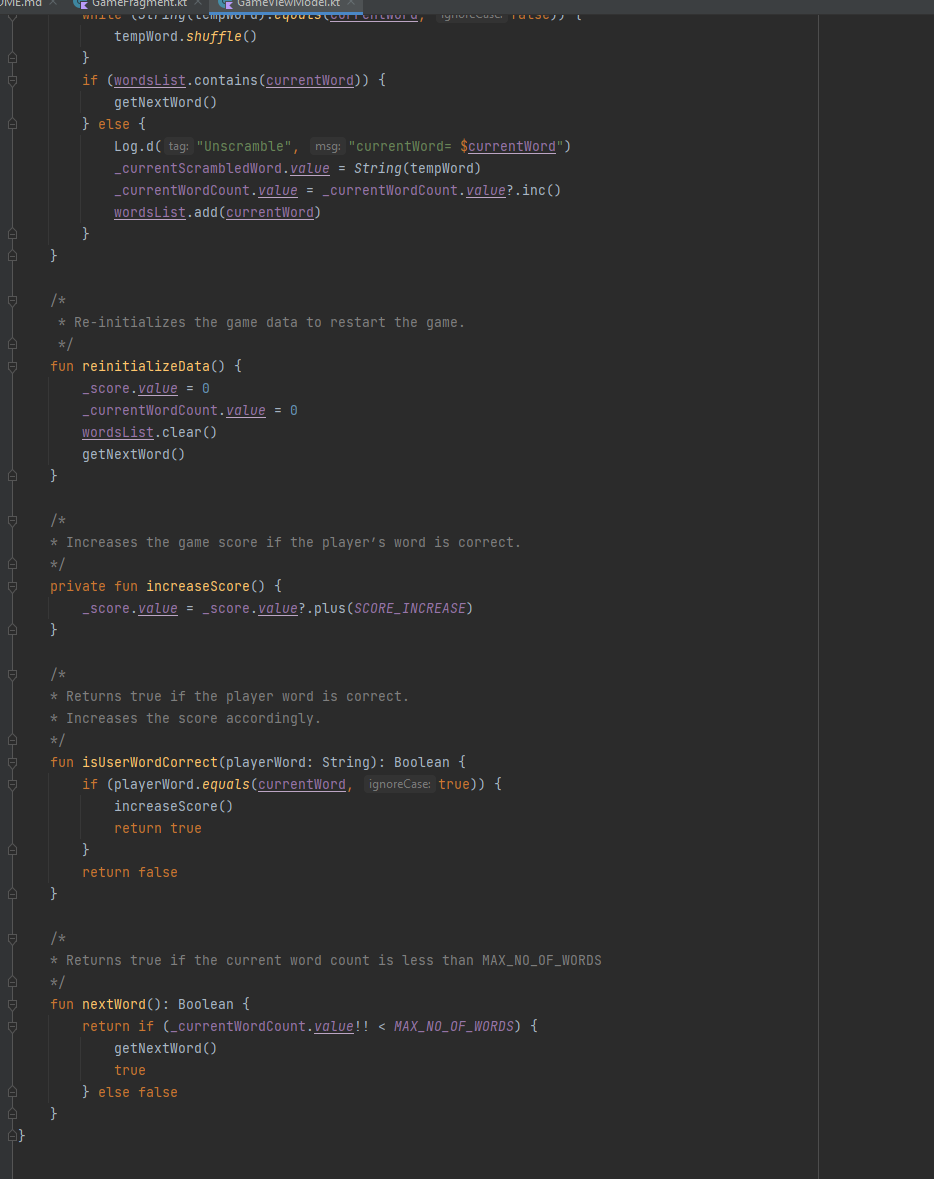 OME.md GameFragment.kt GameViewModel.kt
while (String(tempWord).equals(currentWord, ignoreCase: false)) {
tempWord.shuffle()
}
if (wordsList.contains(currentWord)) {
getNextWord()
} else {
Log.d( tag: "Unscramble", msg: "currentWord= $currentWord")
_currentScrambledWord.value = String(tempWord)
_currentWordCount.value = _currentWordCount.value?.inc()
wordsList.add(currentWord)
}
}
/*
* Re-initializes the game data to restart the game.
*/
fun reinitializeData() {
_score.value = 0
_currentWordCount.value = 0
wordsList.clear()
getNextWord()
}
/*
* Increases the game score if the player’s word is correct.
*/
private fun increaseScore() {
_score.value = _score.value?.plus(SCORE_INCREASE)
}
/*
* Returns true if the player word is correct.
* Increases the score accordingly.
*/
fun isUserWordCorrect(playerWord: String): Boolean {
if (playerWord.equals(currentWord, ignoreCase: true)) {
increaseScore()
return true
}
return false
}
/*
* Returns true if the current word count is less than MAX_NO_OF_WORDS
*/
fun nextWord(): Boolean {
return if (_currentWordCount.value!! < MAX_NO_OF_WORDS) {
getNextWord()
true
} else false
}
}